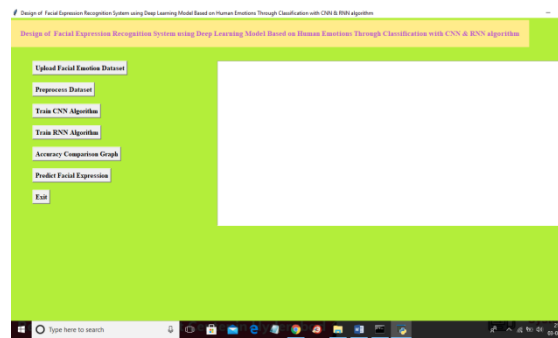 Design of Facial Expression Recognition System using Deep Learning Model Based on Human Emotions Through Classification with CNN & RNN algorithm
Design of Facial Expression Recognition System using Deep Learning Model Based on Human Emotions Through Classification with CNN & RNN algorithm
Upload Facial Emotion Dataset
Preprocess Dataset
Train CNN Algorithm
Train RNN Algorithm
Accuracy Comparison Graph
Predict Facial Expression
Exit
Type here to search